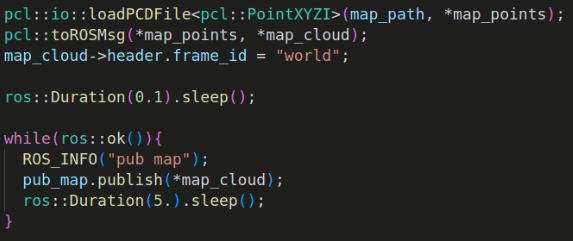 pcl::io::loadPCDFile<pcl::PointXYZI>(map_path, *map_points);
pcl::toROSMsg(*map_points, *map_cloud);
map_cloud->header.frame_id = "world";
ros::Duration(0.1).sleep();
while(ros::ok()){
ROS_INFO("pub map");
pub_map.publish(*map_cloud);
ros::Duration(5.).sleep();
}